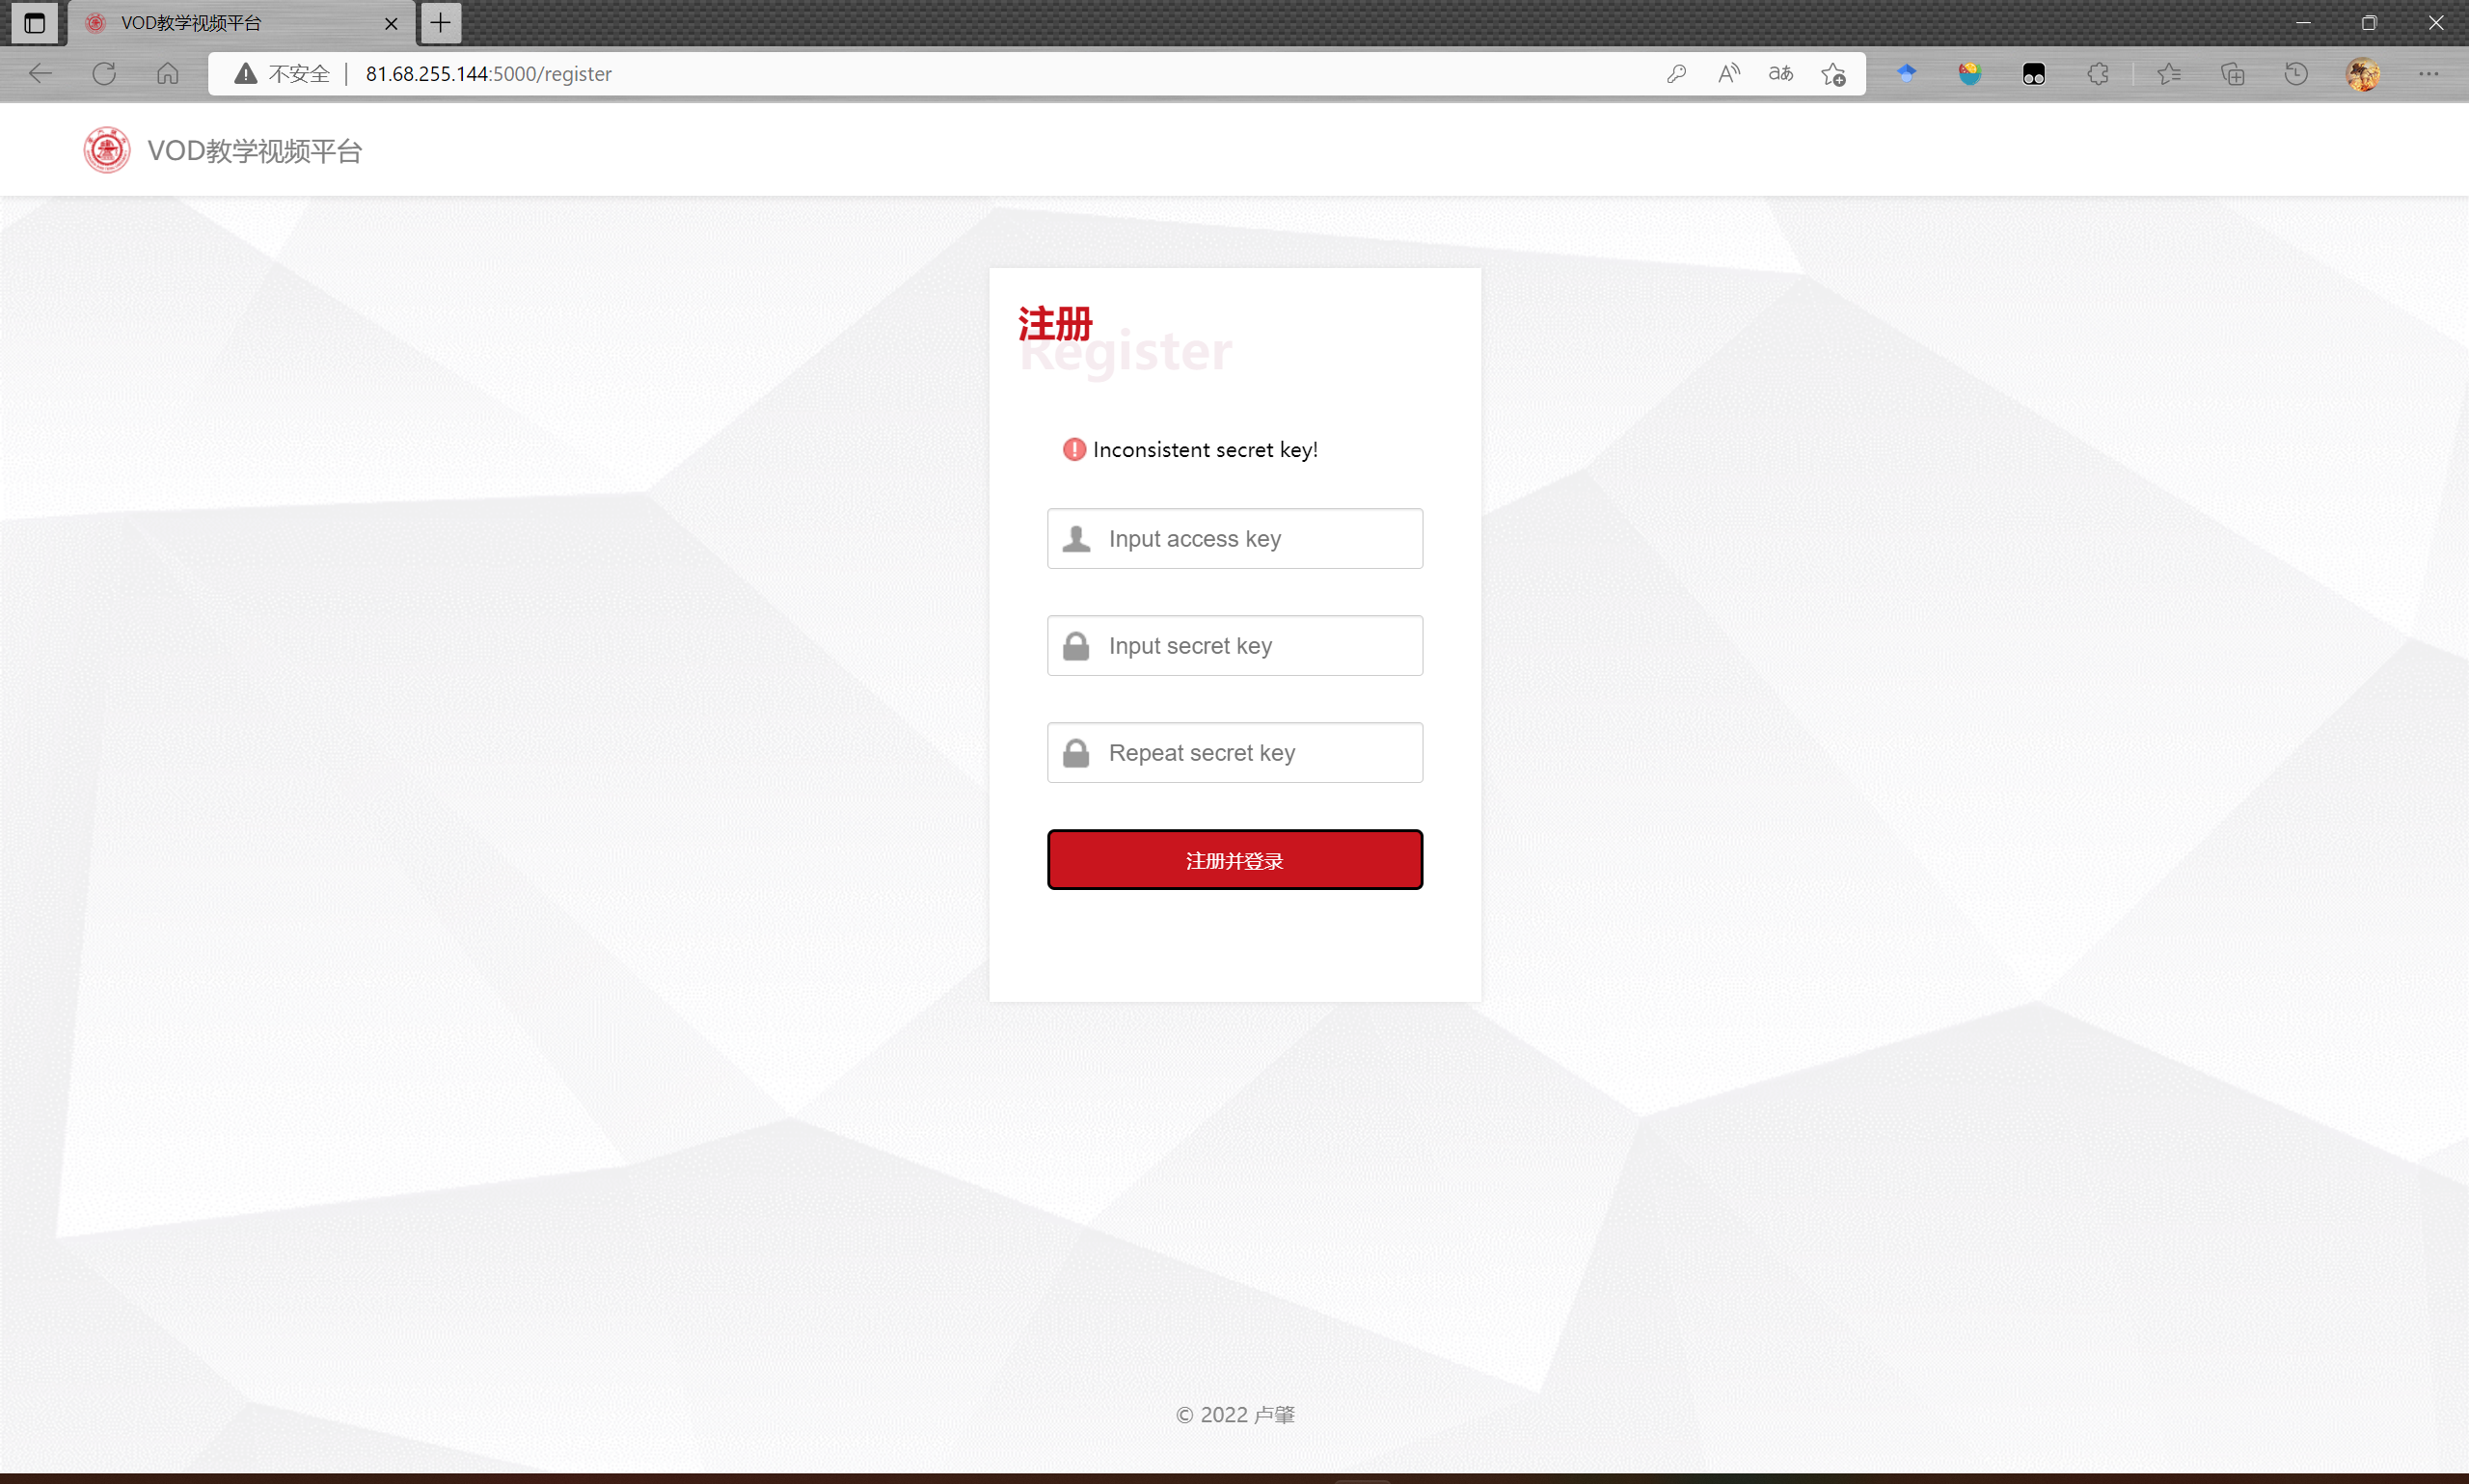 VOD教学视频平台
不安全 | 81.68.255.144:5000/register
VOD教学视频平台
注册
Register
Inconsistent secret key!
Input access key
Input secret key
Repeat secret key
注册并登录
© 2022 卢肇